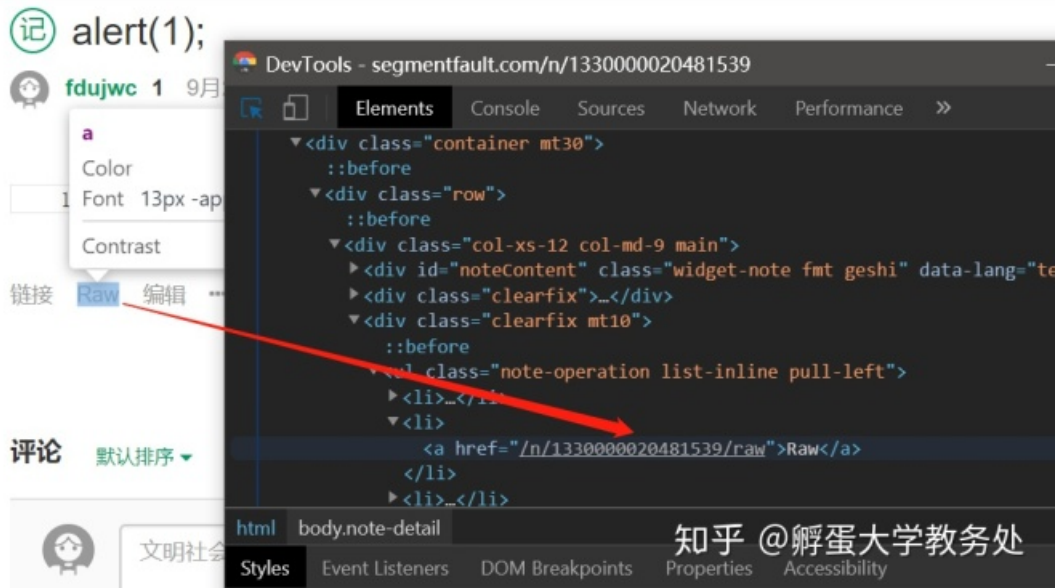 记 alert(1);
fdujwc 1 9月
a
Color
Font 13px -ap
Contrast
1
链接 Raw 编辑 •••
评论 默认排序
文明社会
DevTools - segmentfault.com/n/1330000020481539
Elements Console Sources Network Performance »
<div class="container mt30">
::before
<div class="row">
::before
<div class="col-xs-12 col-md-9 main">
<div id="noteContent" class="widget-note fmt geshi" data-lang="te
<div class="clearfix">…</div>
<div class="clearfix mt10">
::before
<ul class="note-operation list-inline pull-left">
<li>…</li>
<li>
<a href="/n/1330000020481539/raw">Raw</a>
</li>
<li>…</li>
html body.note-detail
Styles Event Listeners DOM Breakpoints Properties Accessibility
知乎 @孵蛋大学教务处